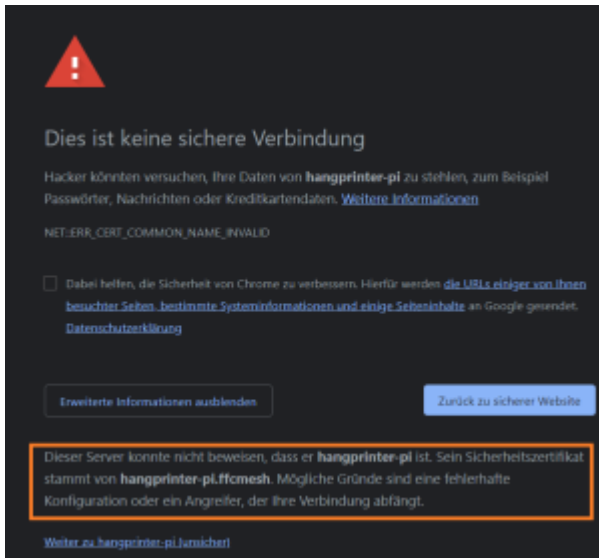 Dies ist keine sichere Verbindung
Hacker könnten versuchen, Ihre Daten von hangprinter-pi zu stehlen, zum Beispiel
Passwörter, Nachrichten oder Kreditkartendaten. Weitere Informationen
NET::ERR_CERT_COMMON_NAME_INVALID
Dabei helfen, die Sicherheit von Chrome zu verbessern. Hierfür werden die URLs einiger von Ihnen
besuchter Seiten, bestimmte Systeminformationen und einige Seiteninhalte an Google gesendet.
Datenschutzerklärung
Erweiterte Informationen ausblenden
Zurück zu sicherer Website
Dieser Server konnte nicht beweisen, dass er hangprinter-pi ist. Sein Sicherheitszertifikat
stammt von hangprinter-pi.ffcmesh. Mögliche Gründe sind eine fehlerhafte
Konfiguration oder ein Angreifer, der Ihre Verbindung abfängt.
Weiter zu hangprinter-pi (unsicher)